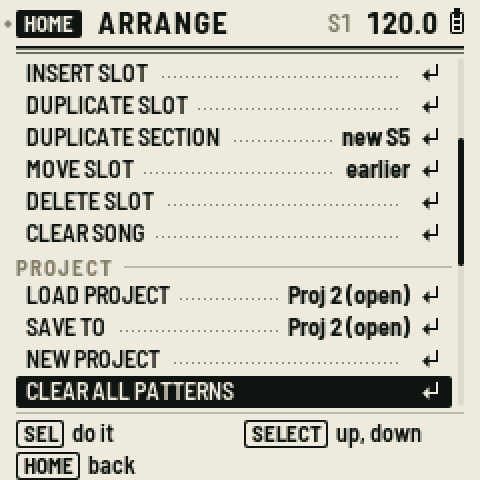 HOME ARRANGE S1 120.0
INSERT SLOT ↵
DUPLICATE SLOT ↵
DUPLICATE SECTION new S5 ↵
MOVE SLOT earlier ↵
DELETE SLOT ↵
CLEAR SONG ↵
PROJECT
LOAD PROJECT Proj 2 (open) ↵
SAVE TO Proj 2 (open) ↵
NEW PROJECT ↵
CLEAR ALL PATTERNS ↵
SEL do it SELECT up, down
HOME back